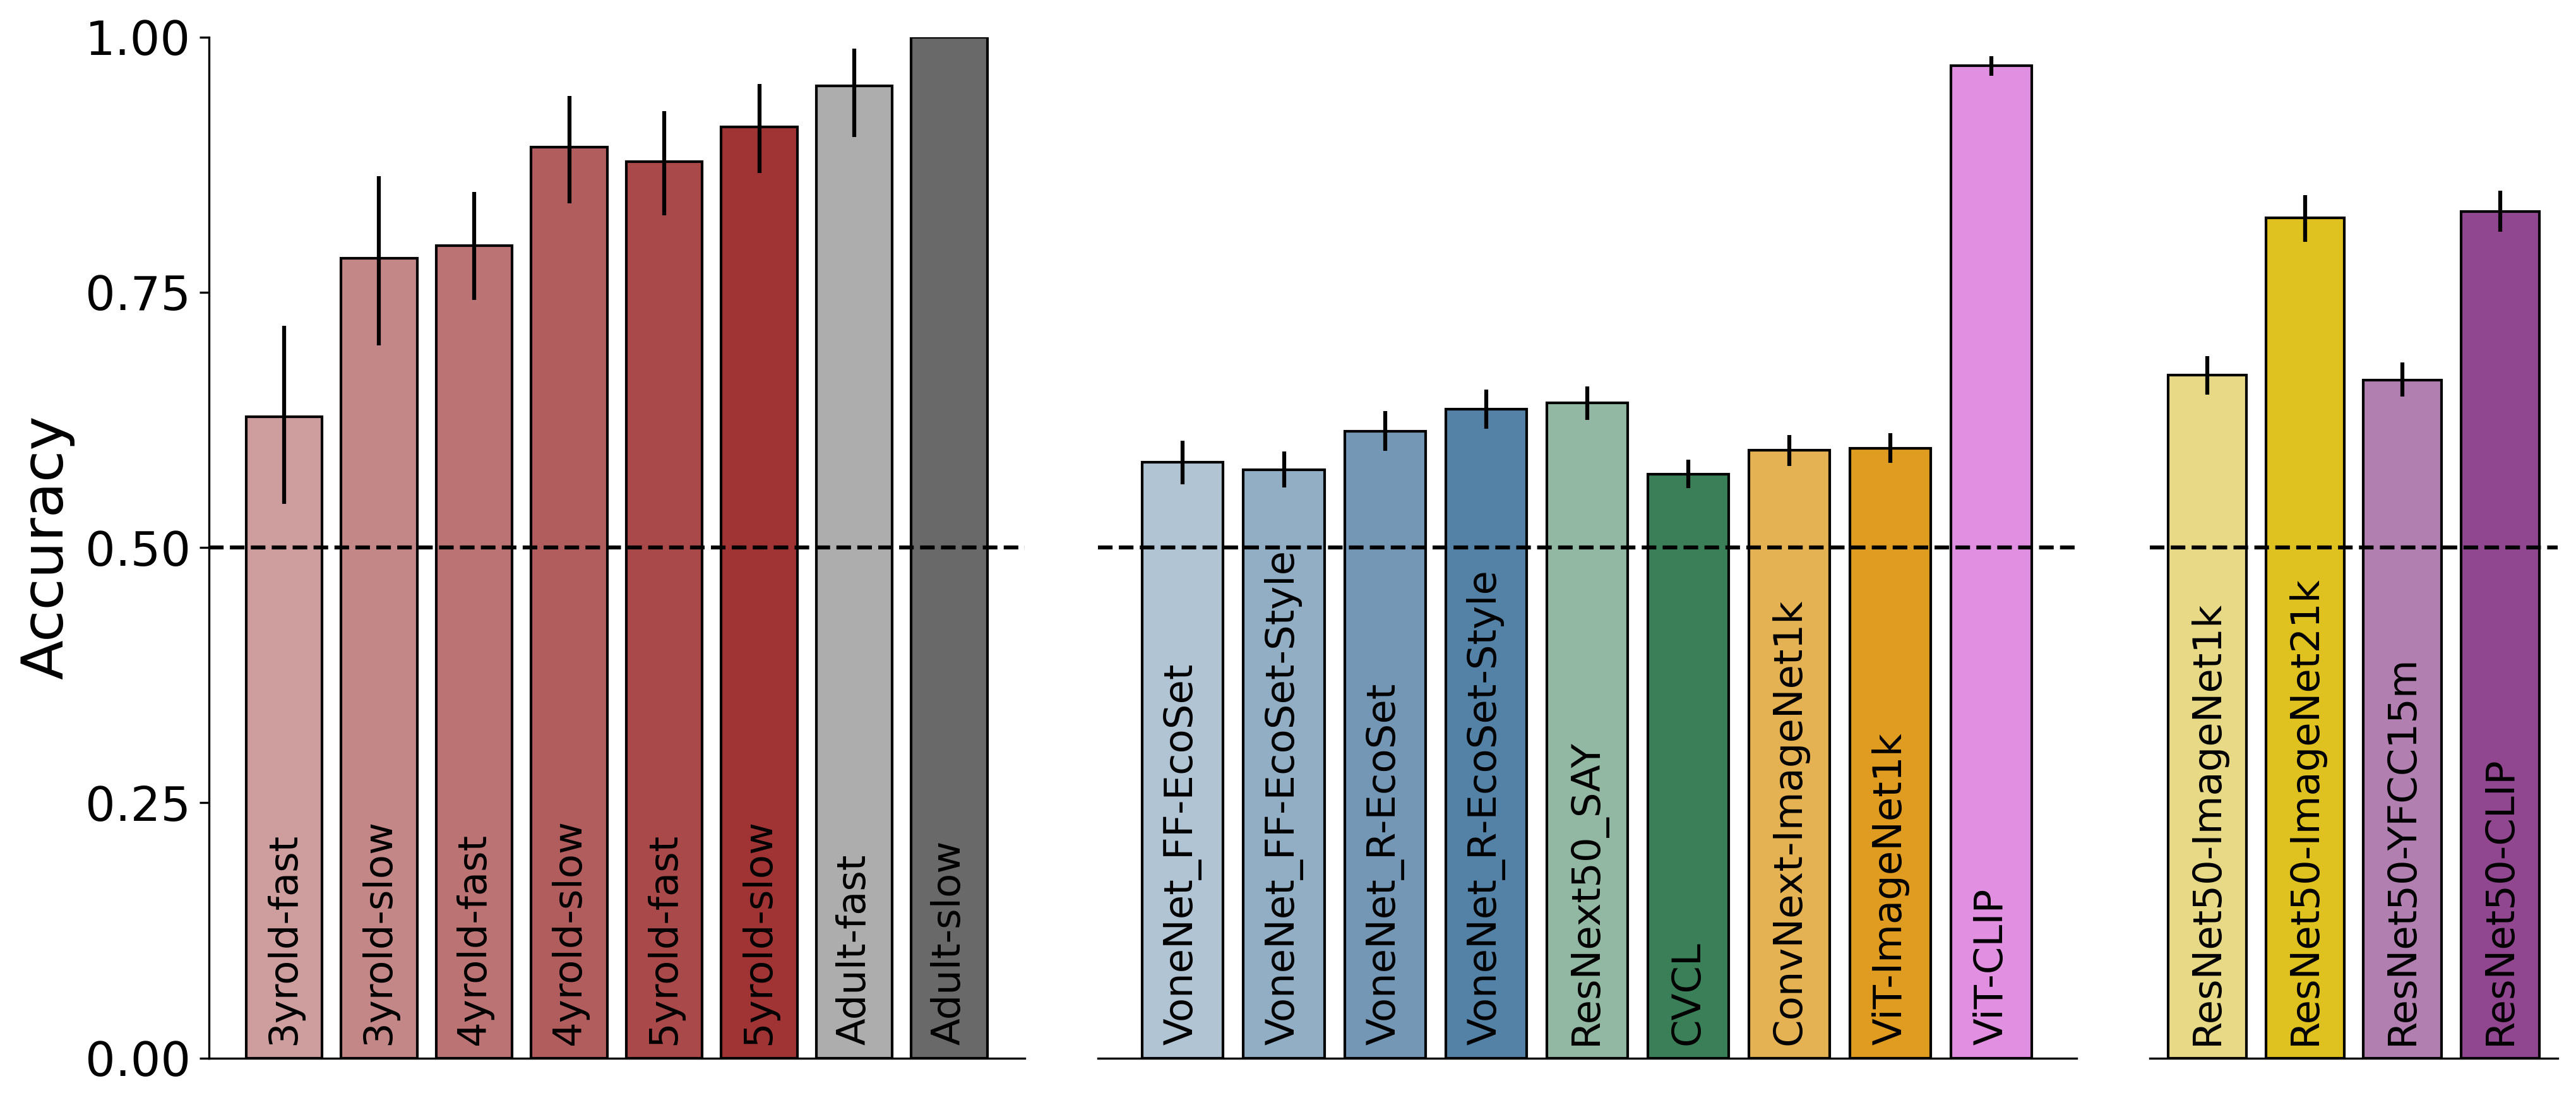 Accuracy
1.00
0.75
0.50
0.25
0.00
3yrold-fast
3yrold-slow
4yrold-fast
4yrold-slow
5yrold-fast
5yrold-slow
Adult-fast
Adult-slow
VoneNet_FF-EcoSet
VoneNet_FF-EcoSet-Style
VoneNet_R-EcoSet
VoneNet_R-EcoSet-Style
ResNext50_SAY
CVCL
ConvNext-ImageNet1k
ViT-ImageNet1k
ViT-CLIP
ResNet50-ImageNet1k
ResNet50-ImageNet21k
ResNet50-YFCC15m
ResNet50-CLIP